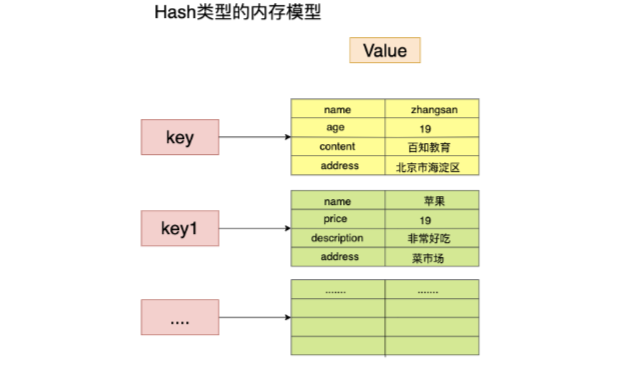 Hash类型的内存模型
Value
key
name zhangsan
age 19
content 百知教育
address 北京市海淀区
key1
name 苹果
price 19
description 非常好吃
address 菜市场
....
....... .......